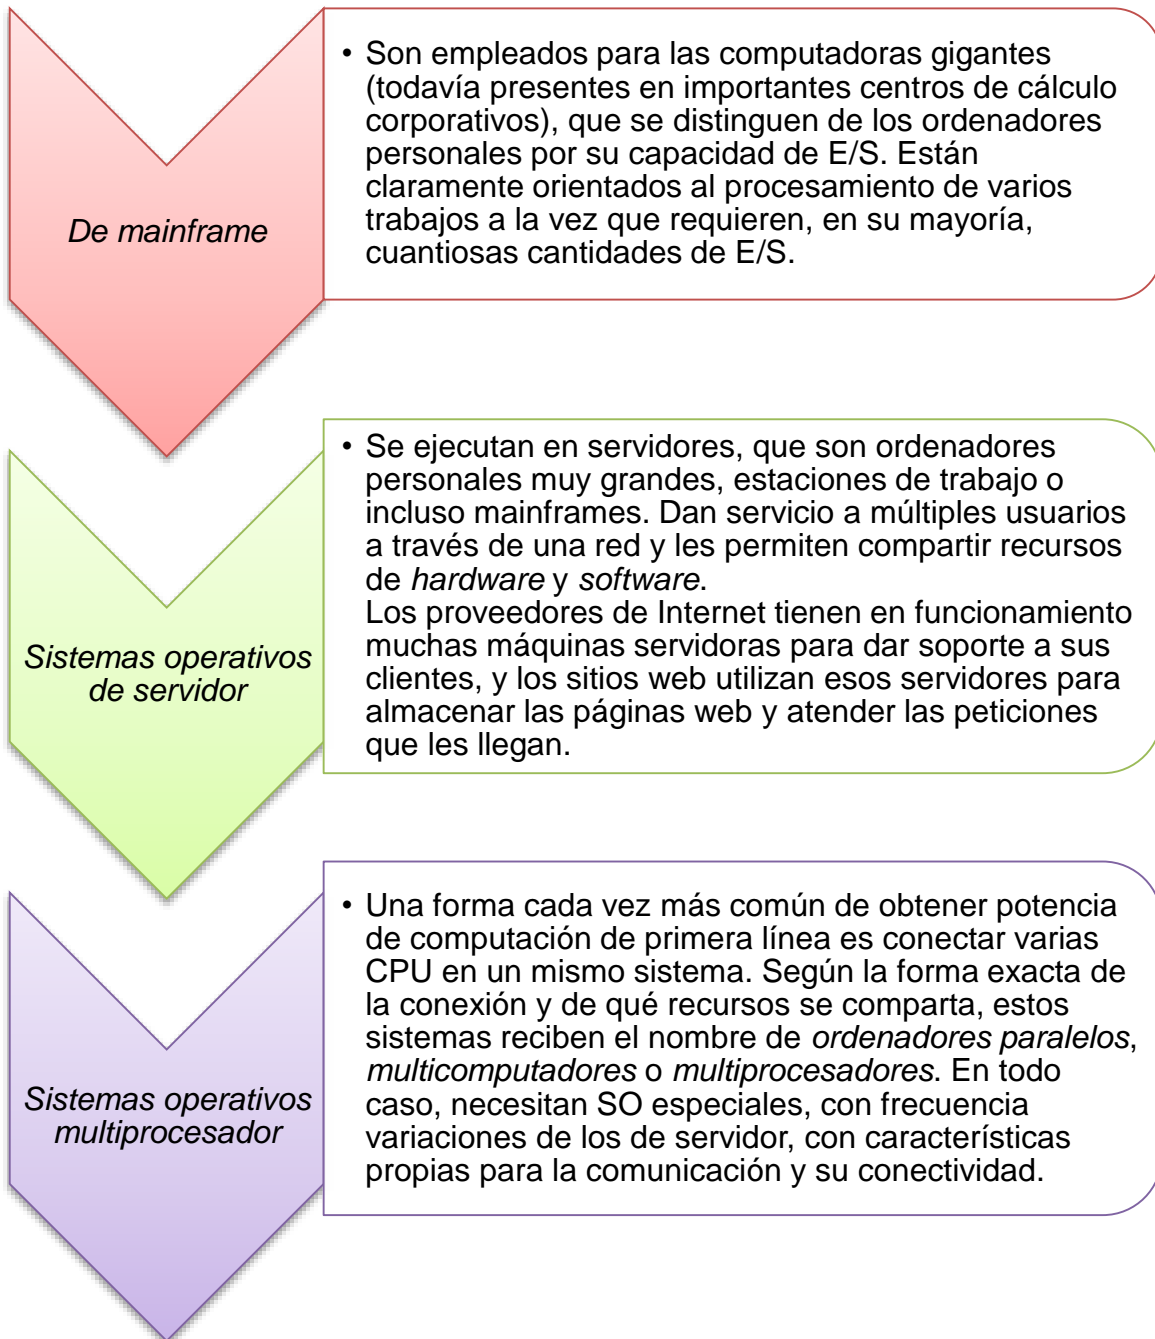 De mainframe
• Son empleados para las computadoras gigantes
(todavía presentes en importantes centros de cálculo
corporativos), que se distinguen de los ordenadores
personales por su capacidad de E/S. Están
claramente orientados al procesamiento de varios
trabajos a la vez que requieren, en su mayoría,
cuantiosas cantidades de E/S.
Sistemas operativos
de servidor
• Se ejecutan en servidores, que son ordenadores
personales muy grandes, estaciones de trabajo o
incluso mainframes. Dan servicio a múltiples usuarios
a través de una red y les permiten compartir recursos
de hardware y software.
Los proveedores de Internet tienen en funcionamiento
muchas máquinas servidoras para dar soporte a sus
clientes, y los sitios web utilizan esos servidores para
almacenar las páginas web y atender las peticiones
que les llegan.
Sistemas operativos
multiprocesador
• Una forma cada vez más común de obtener potencia
de computación de primera línea es conectar varias
CPU en un mismo sistema. Según la forma exacta de
la conexión y de qué recursos se comparta, estos
sistemas reciben el nombre de ordenadores paralelos,
multicomputadores o multiprocesadores. En todo
caso, necesitan SO especiales, con frecuencia
variaciones de los de servidor, con características
propias para la comunicación y su conectividad.